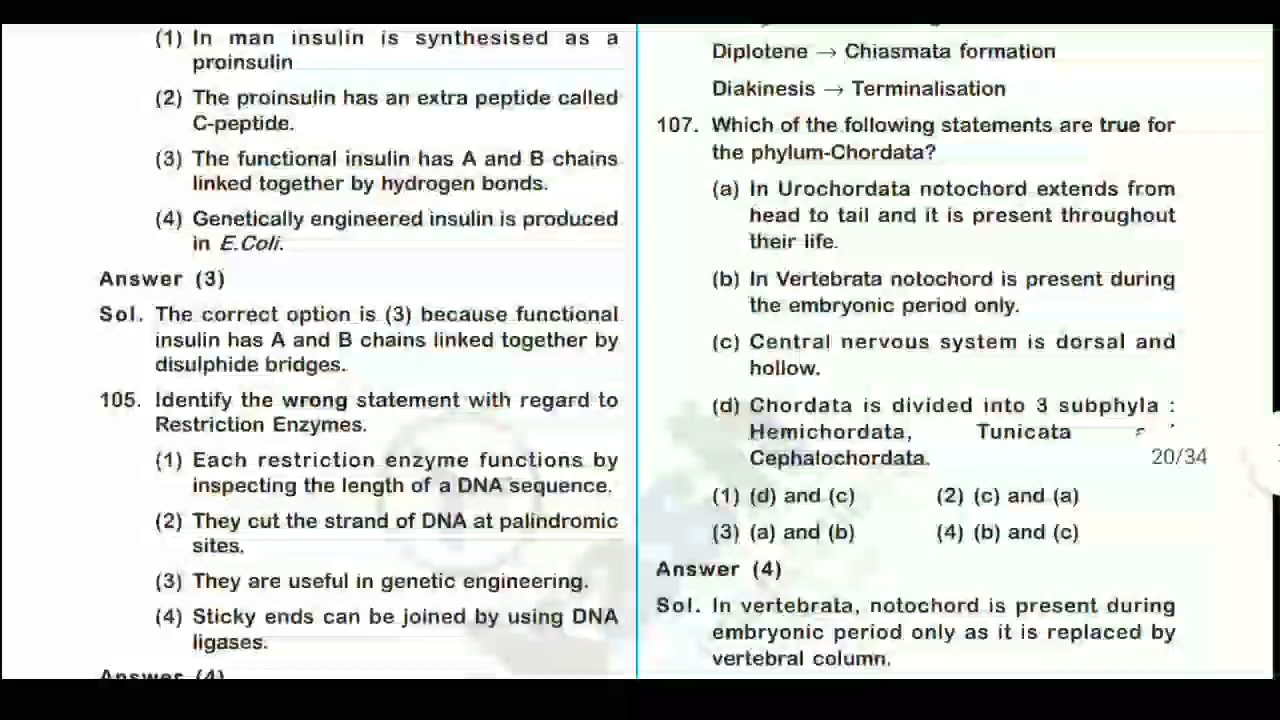 (1) In man insulin is synthesised as a
proinsulin
(2) The proinsulin has an extra peptide called
C-peptide.
(3) The functional insulin has A and B chains
linked together by hydrogen bonds.
(4) Genetically engineered insulin is produced
in E.Coli.
Answer (3)
Sol. The correct option is (3) because functional
insulin has A and B chains linked together by
disulphide bridges.
105. Identify the wrong statement with regard to
Restriction Enzymes.
(1) Each restriction enzyme functions by
inspecting the length of a DNA sequence.
(2) They cut the strand of DNA at palindromic
sites.
(3) They are useful in genetic engineering.
(4) Sticky ends can be joined by using DNA
ligases.
Answer (4)
Diplotene → Chiasmata formation
Diakinesis → Terminalisation
107. Which of the following statements are true for
the phylum-Chordata?
(a) In Urochordata notochord extends from
head to tail and it is present throughout
their life.
(b) In Vertebrata notochord is present during
the embryonic period only.
(c) Central nervous system is dorsal and
hollow.
(d) Chordata is divided into 3 subphyla :
Hemichordata, Tunicata
Cephalochordata.
20/34
(1) (d) and (c) (2) (c) and (a)
(3) (a) and (b) (4) (b) and (c)
Answer (4)
Sol. In vertebrata, notochord is present during
embryonic period only as it is replaced by
vertebral column.